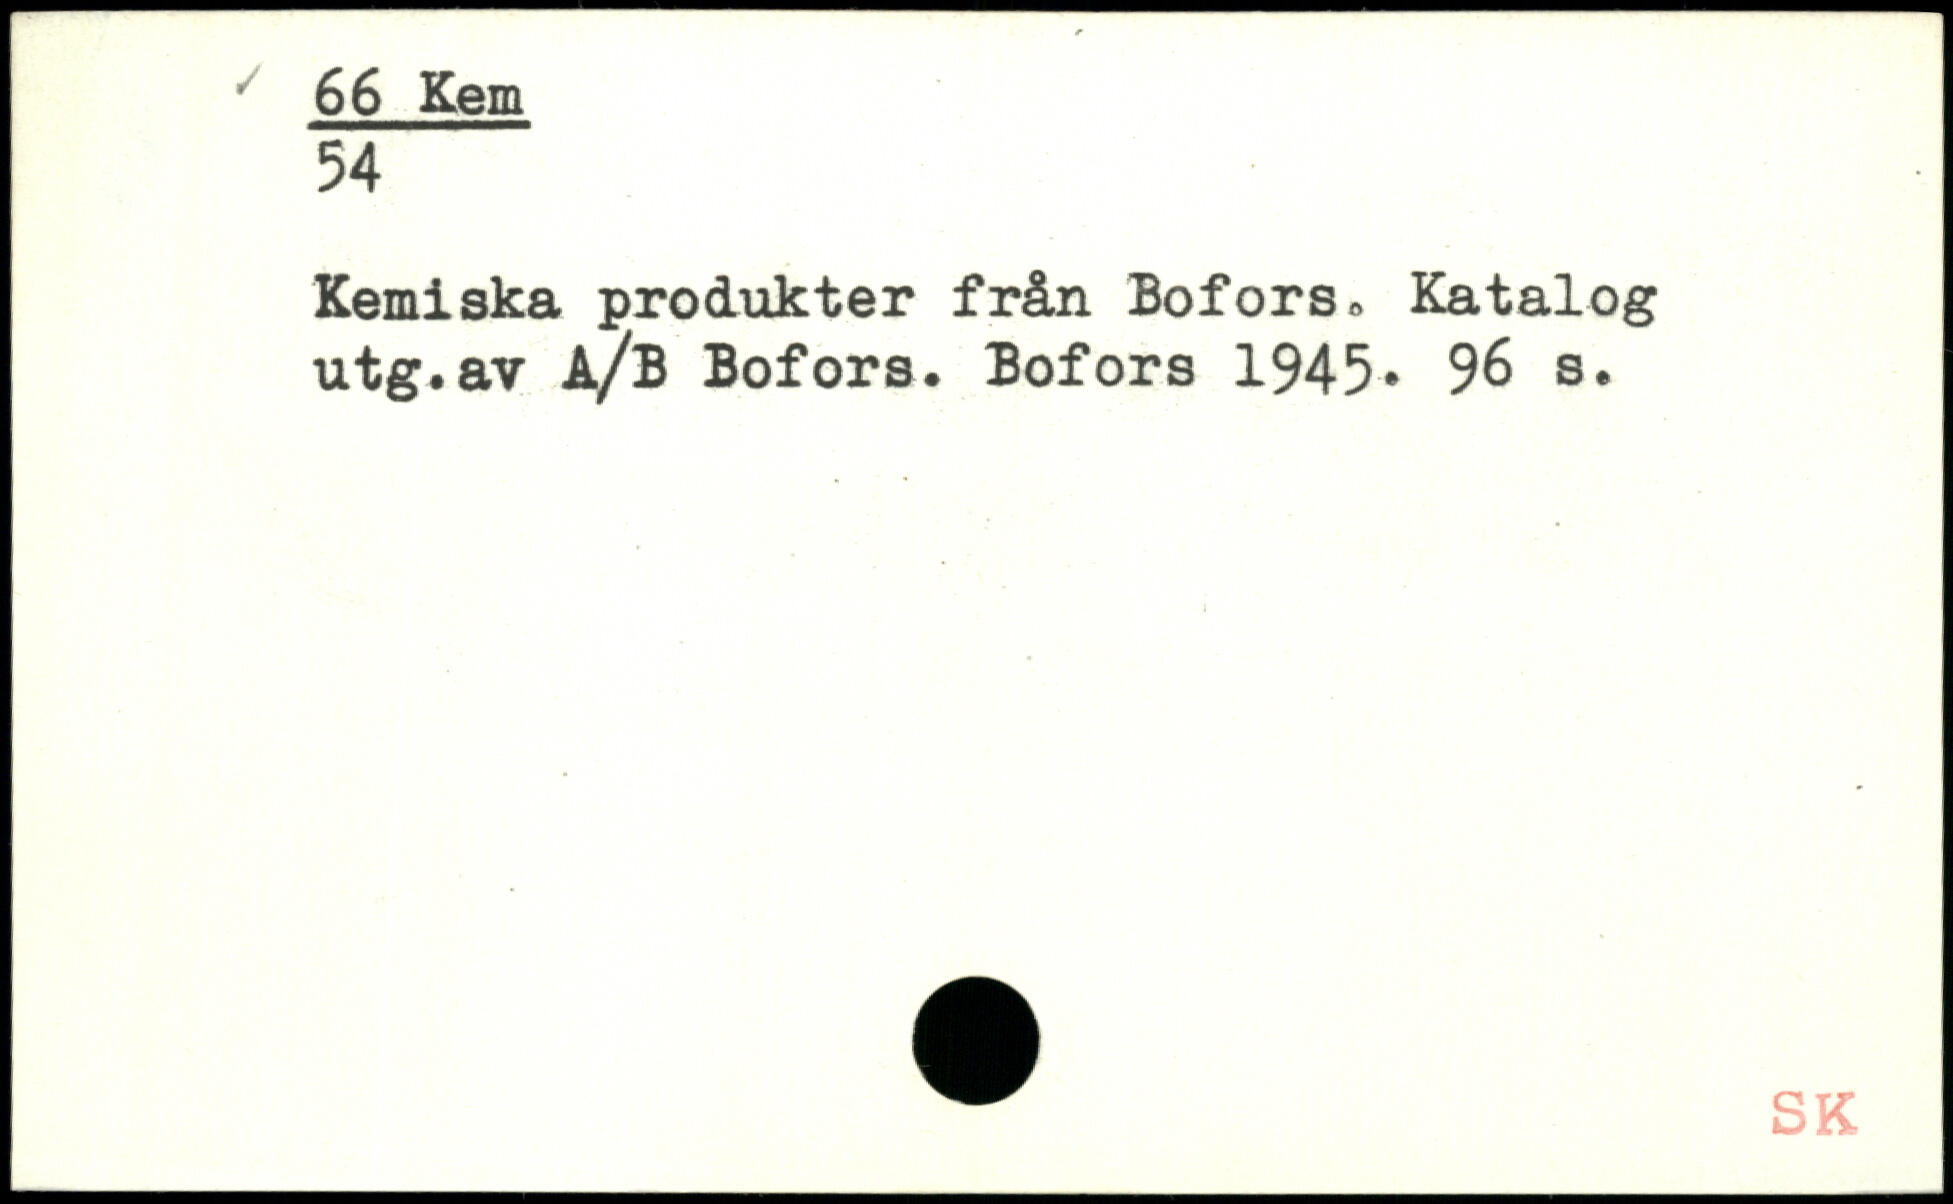 66 Kem
54
Kemiska produkter från Bofors. Katalog
utg.av A/B Bofors. Bofors 1945. 96 s.
SK